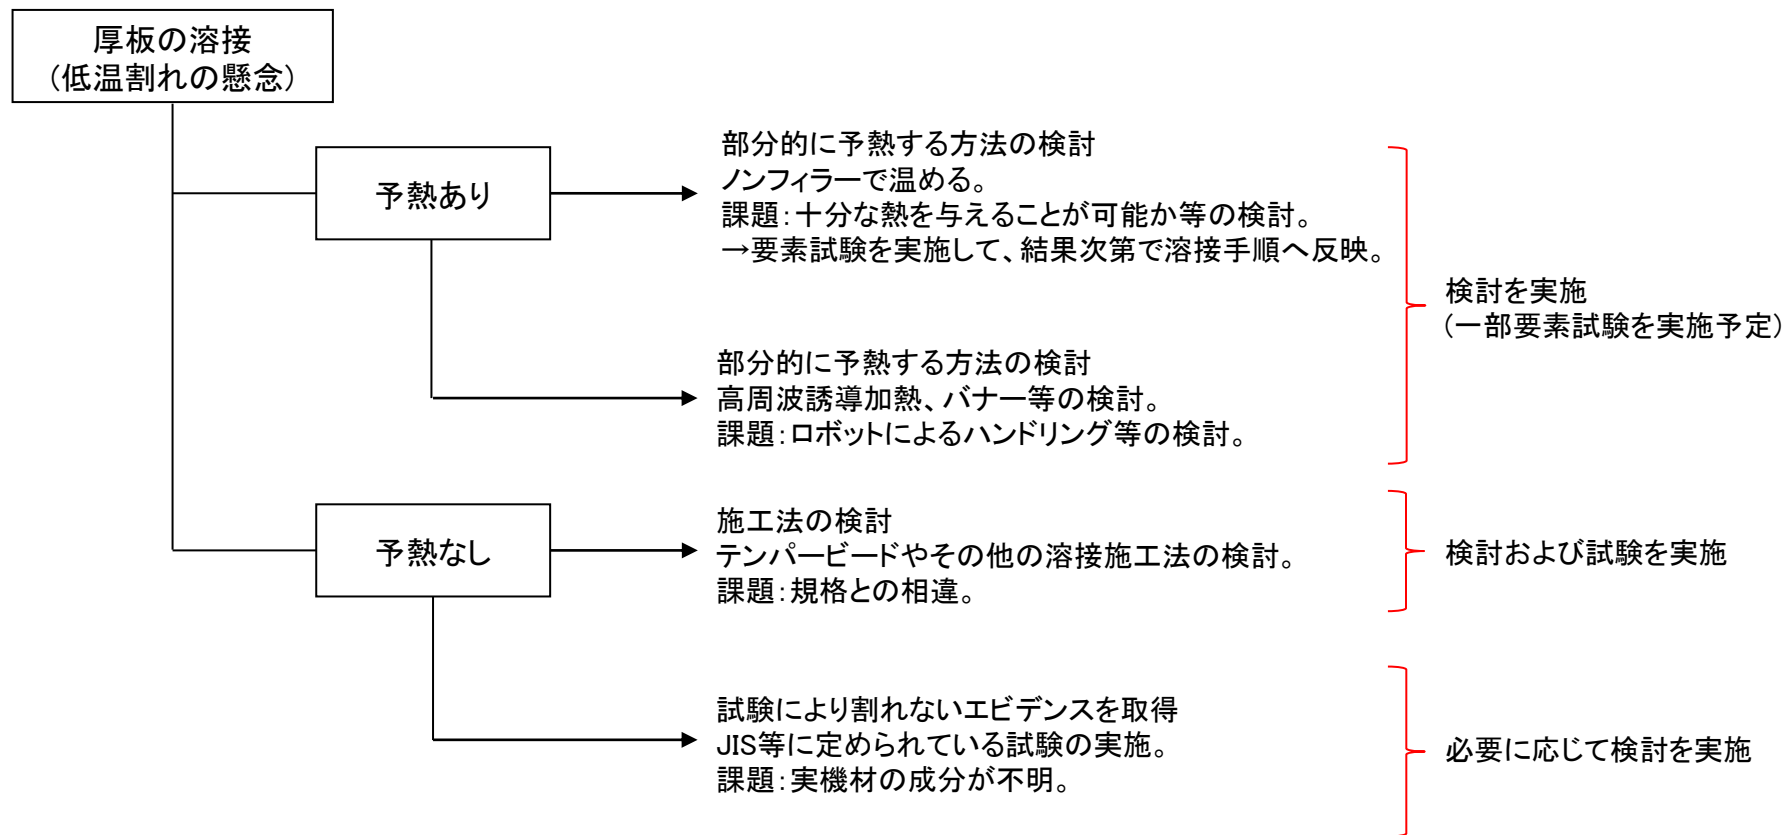 厚板の溶接
(低温割れの懸念)
予熱あり
部分的に予熱する方法の検討
ノンフィラーで温める。
課題:十分な熱を与えることが可能か等の検討。
→要素試験を実施して、結果次第で溶接手順へ反映。
部分的に予熱する方法の検討
高周波誘導加熱、バナー等の検討。
課題:ロボットによるハンドリング等の検討。
検討を実施
(一部要素試験を実施予定)
予熱なし
施工法の検討
テンパービードやその他の溶接施工法の検討。
課題:規格との相違。
検討および試験を実施
試験により割れないエビデンスを取得
JIS等に定められている試験の実施。
課題:実機材の成分が不明。
必要に応じて検討を実施